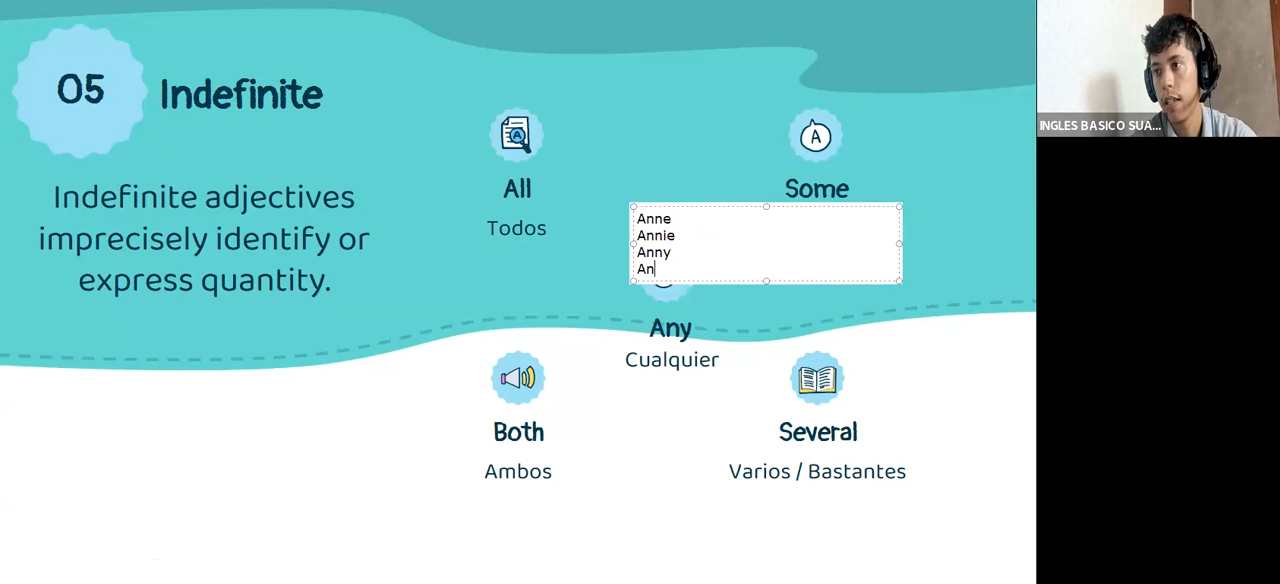 05
Indefinite
Indefinite adjectives
imprecisely identify or
express quantity.
A
All
Todos
A
Some
Anne
Annie
Anny
An
Any
Cualquier
Both
Ambos
Several
Varios / Bastantes
INGLES BASICO SUA...